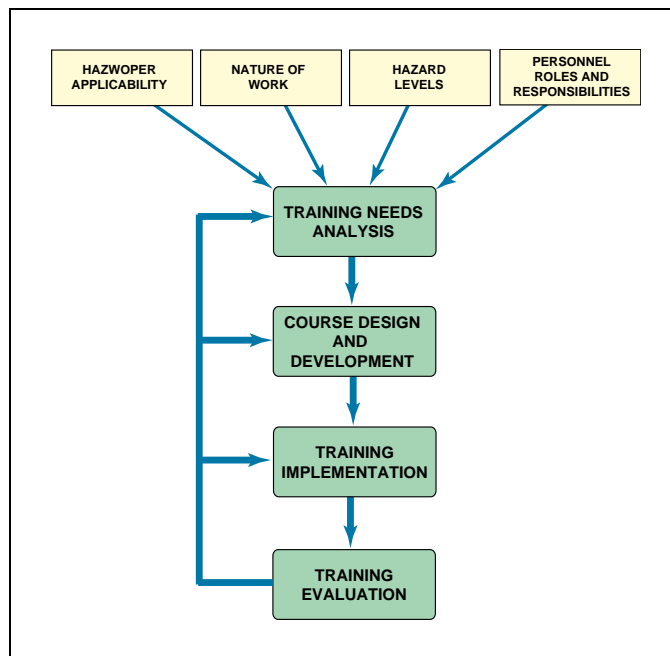 HAZWOPER
APPLICABILITY
NATURE OF
WORK
HAZARD
LEVELS
PERSONNEL
ROLES AND
RESPONSIBILITIES
TRAINING NEEDS
ANALYSIS
COURSE DESIGN
AND
DEVELOPMENT
TRAINING
IMPLEMENTATION
TRAINING
EVALUATION